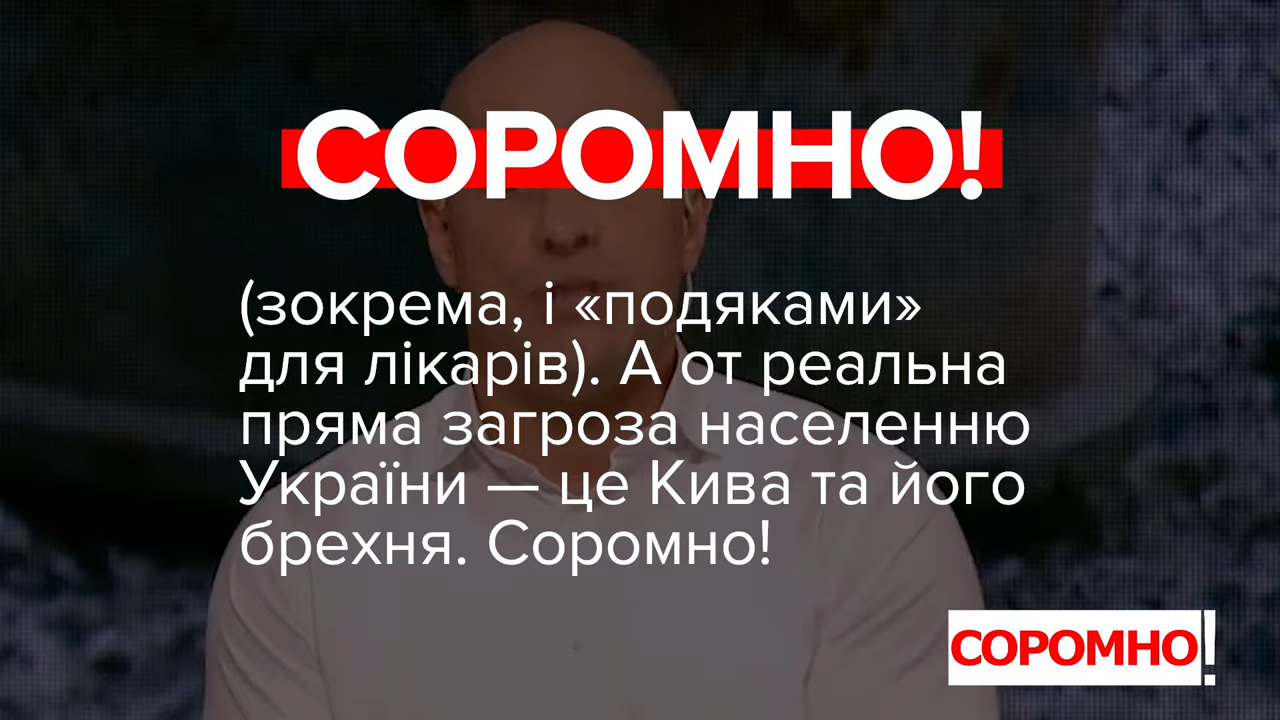 СОРОМНО!
(зокрема, і «подяками»
для лікарів). А от реальна
пряма загроза населенню
України — це Кива та його
брехня. Соромно!
СОРОМНО!